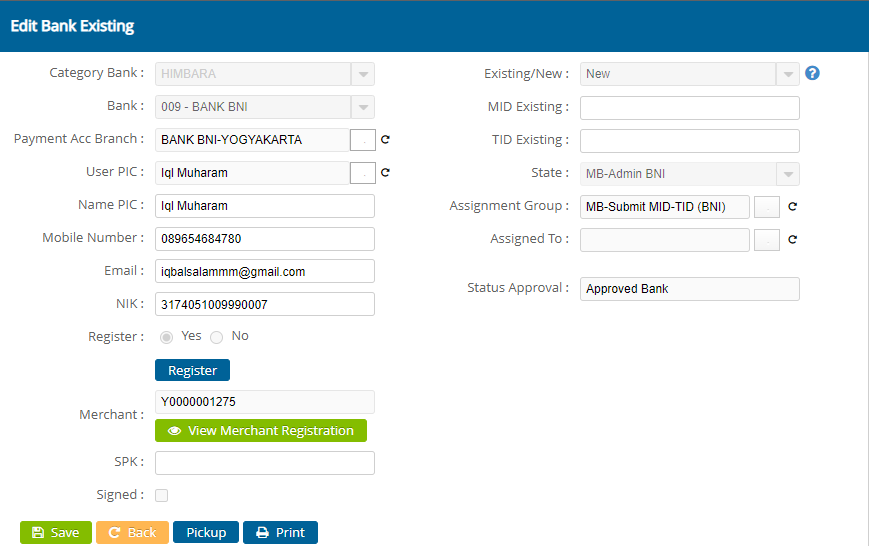 Edit Bank Existing
Category Bank : HIMBARA
Bank : 009 - BANK BNI
Payment Acc Branch : BANK BNI-YOGYAKARTA
User PIC : Iql Muharam
Name PIC : Iql Muharam
Mobile Number : 089654684780
Email : iqbalsalammm@gmail.com
NIK : 3174051009990007
Register : Yes No
Register
Merchant : Y0000001275
View Merchant Registration
SPK :
Signed :
Existing/New : New
MID Existing :
TID Existing :
State : MB-Admin BNI
Assignment Group : MB-Submit MID-TID (BNI)
Assigned To :
Status Approval : Approved Bank
Save Back Pickup Print